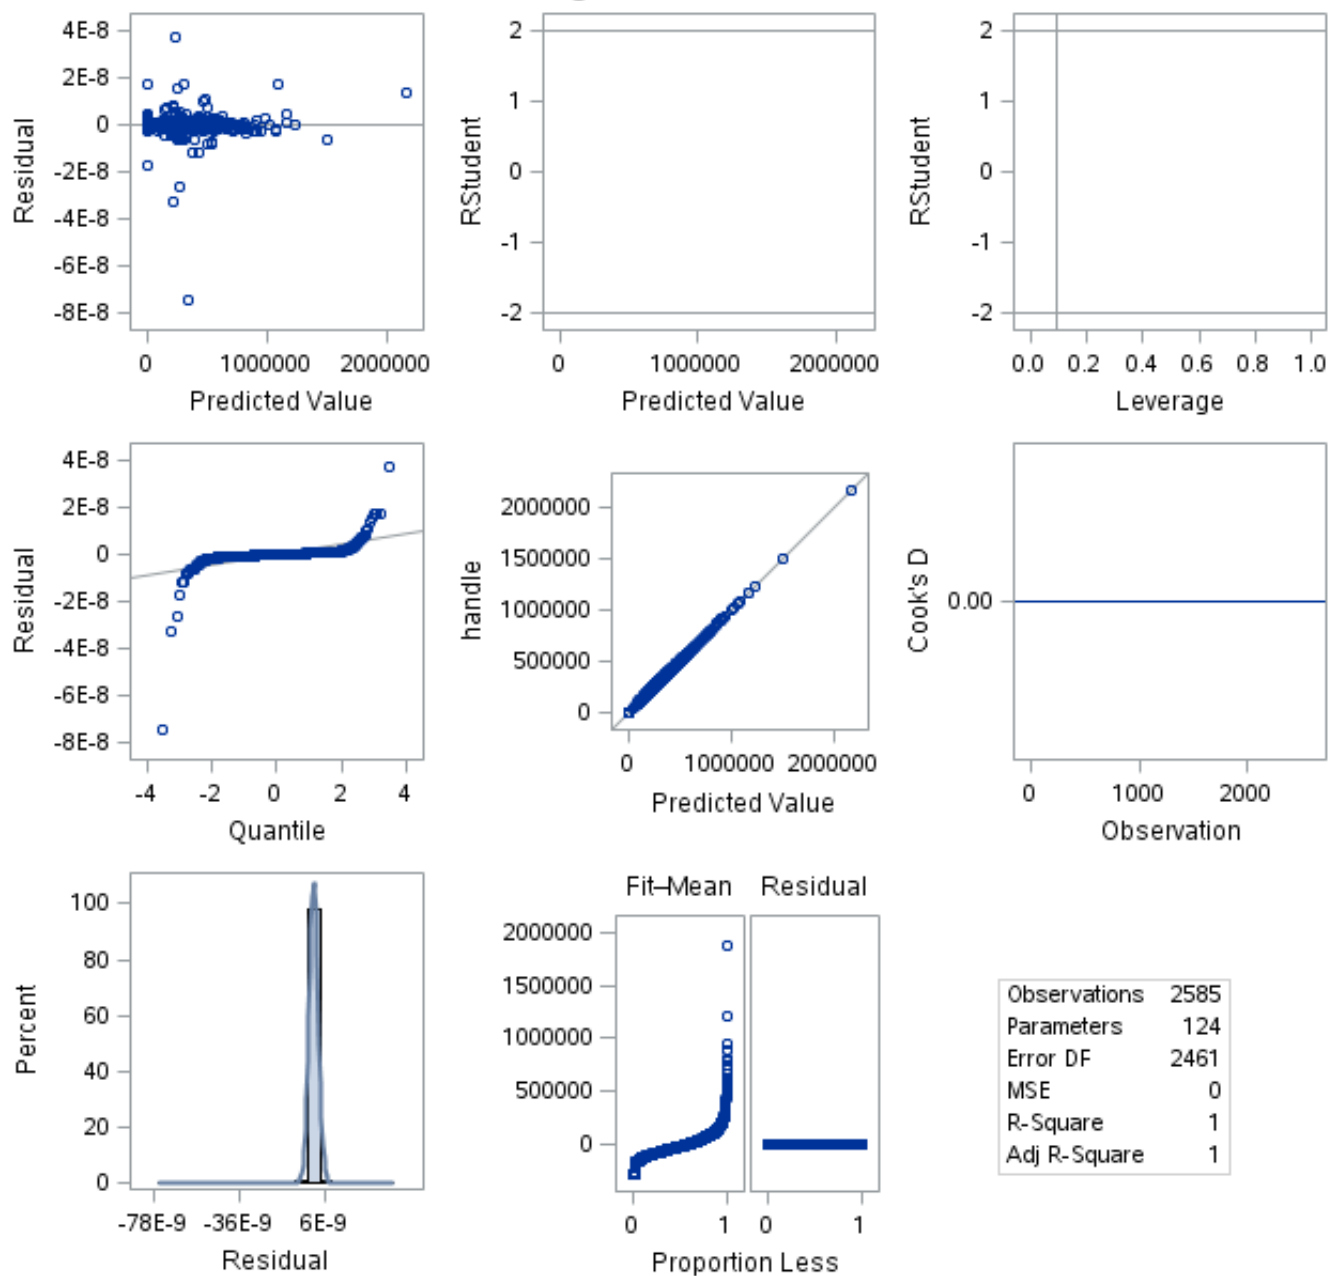 4E-8
2E-8
0
-2E-8
-4E-8
-6E-8
-8E-8
Residual
0 1000000 2000000
Predicted Value
2
1
0
-1
-2
RStudent
0 1000000 2000000
Predicted Value
2
1
0
-1
-2
RStudent
0.0 0.2 0.4 0.6 0.8 1.0
Leverage
4E-8
2E-8
0
-2E-8
-4E-8
-6E-8
-8E-8
Residual
-4 -2 0 2 4
Quantile
2000000
1500000
1000000
500000
0
handle
0 1000000 2000000
Predicted Value
0.00
Cook's D
0 1000 2000
Observation
100
80
60
40
20
0
Percent
-78E-9 -36E-9 6E-9
Residual
Fit–Mean Residual
2000000
1500000
1000000
500000
0
0 1 0 1
Proportion Less
Observations 2585
Parameters 124
Error DF 2461
MSE 0
R-Square 1
Adj R-Square 1